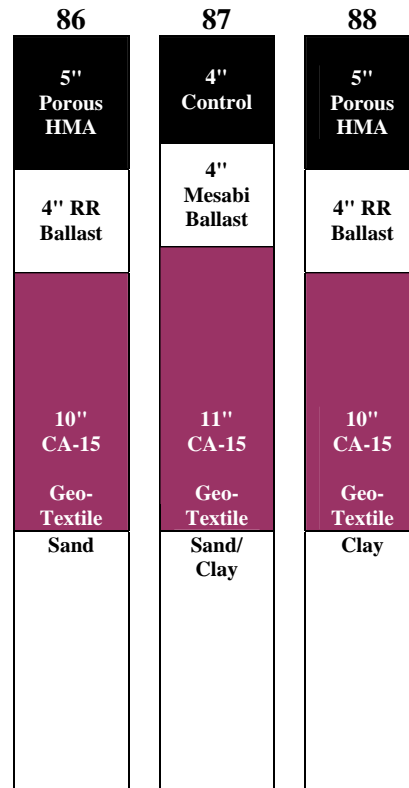 86
5"
Porous
HMA
4" RR
Ballast
10"
CA-15
Geo-
Textile
Sand
87
4"
Control
4"
Mesabi
Ballast
11"
CA-15
Geo-
Textile
Sand/
Clay
88
5"
Porous
HMA
4" RR
Ballast
10"
CA-15
Geo-
Textile
Clay